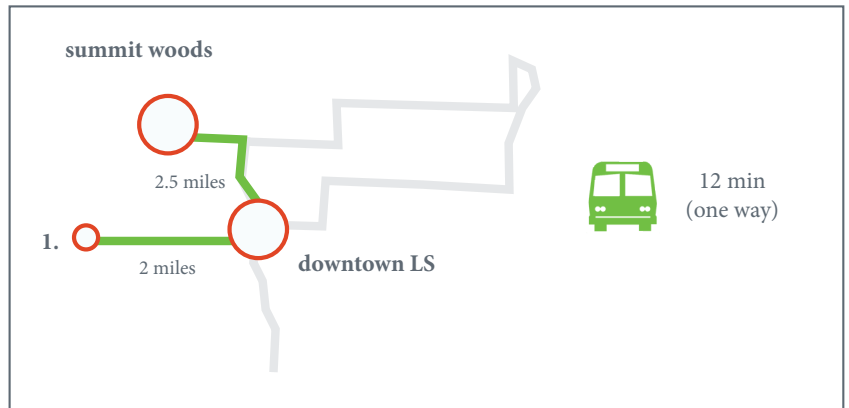 summit woods
2.5 miles
12 min
(one way)
1.
2 miles
downtown LS